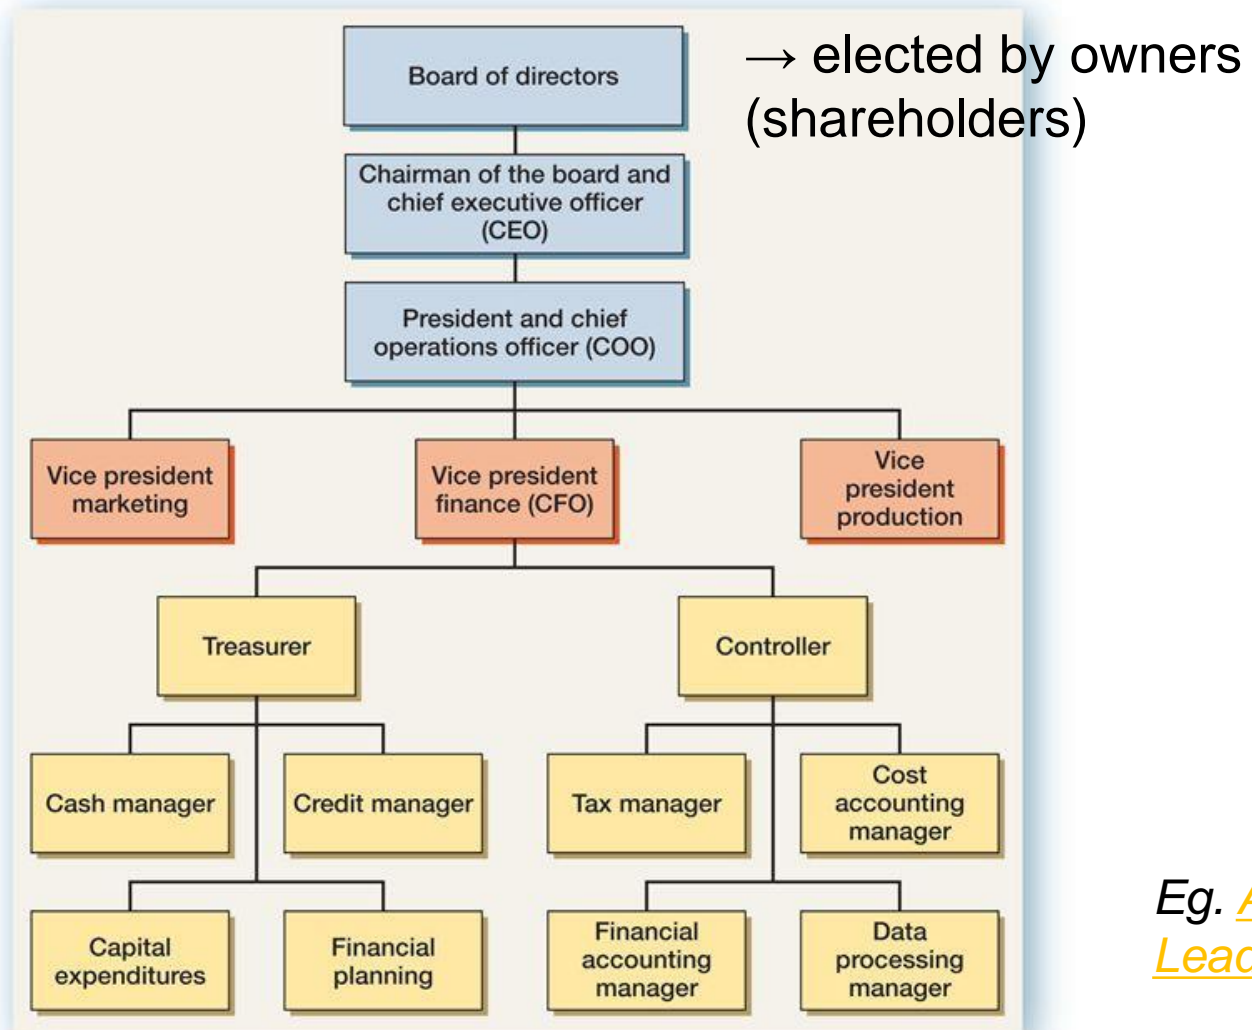 Board of directors
→ elected by owners
(shareholders)
Chairman of the board and
chief executive officer
(CEO)
President and chief
operations officer (COO)
Vice president
marketing
Vice president
finance (CFO)
Vice
president
production
Treasurer
Controller
Cash manager
Credit manager
Tax manager
Cost
accounting
manager
Capital
expenditures
Financial
planning
Financial
accounting
manager
Data
processing
manager
Eg.